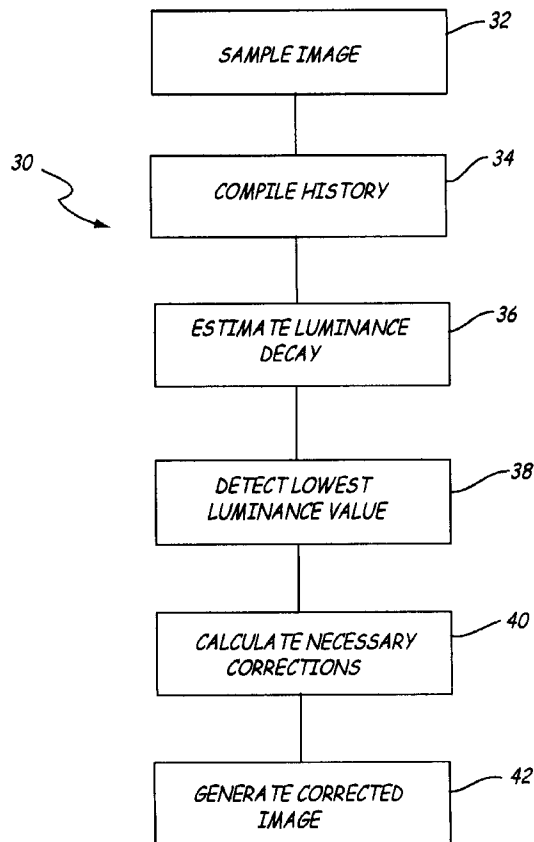 32
SAMPLE IMAGE
34
30
COMPILE HISTORY
36
ESTIMATE LUMINANCE
DECAY
38
DETECT LOWEST
LUMINANCE VALUE
40
CALCULATE NECESSARY
CORRECTIONS
42
GENERATE CORRECTED
IMAGE